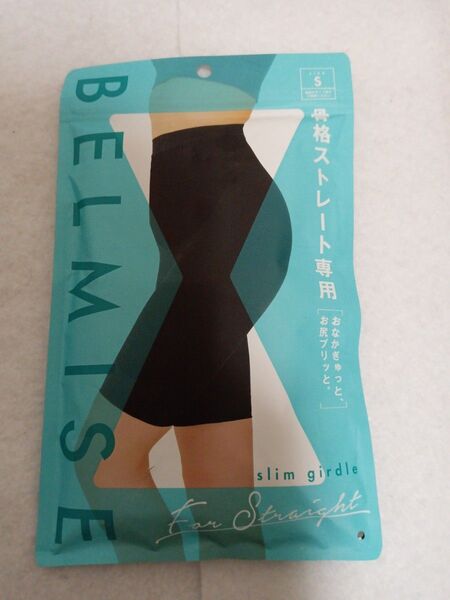 BELMISE
SIZE
S
骨格ストレート専用
おなかぎゅっと、
お尻プリッと。
slim girdle
For Straight